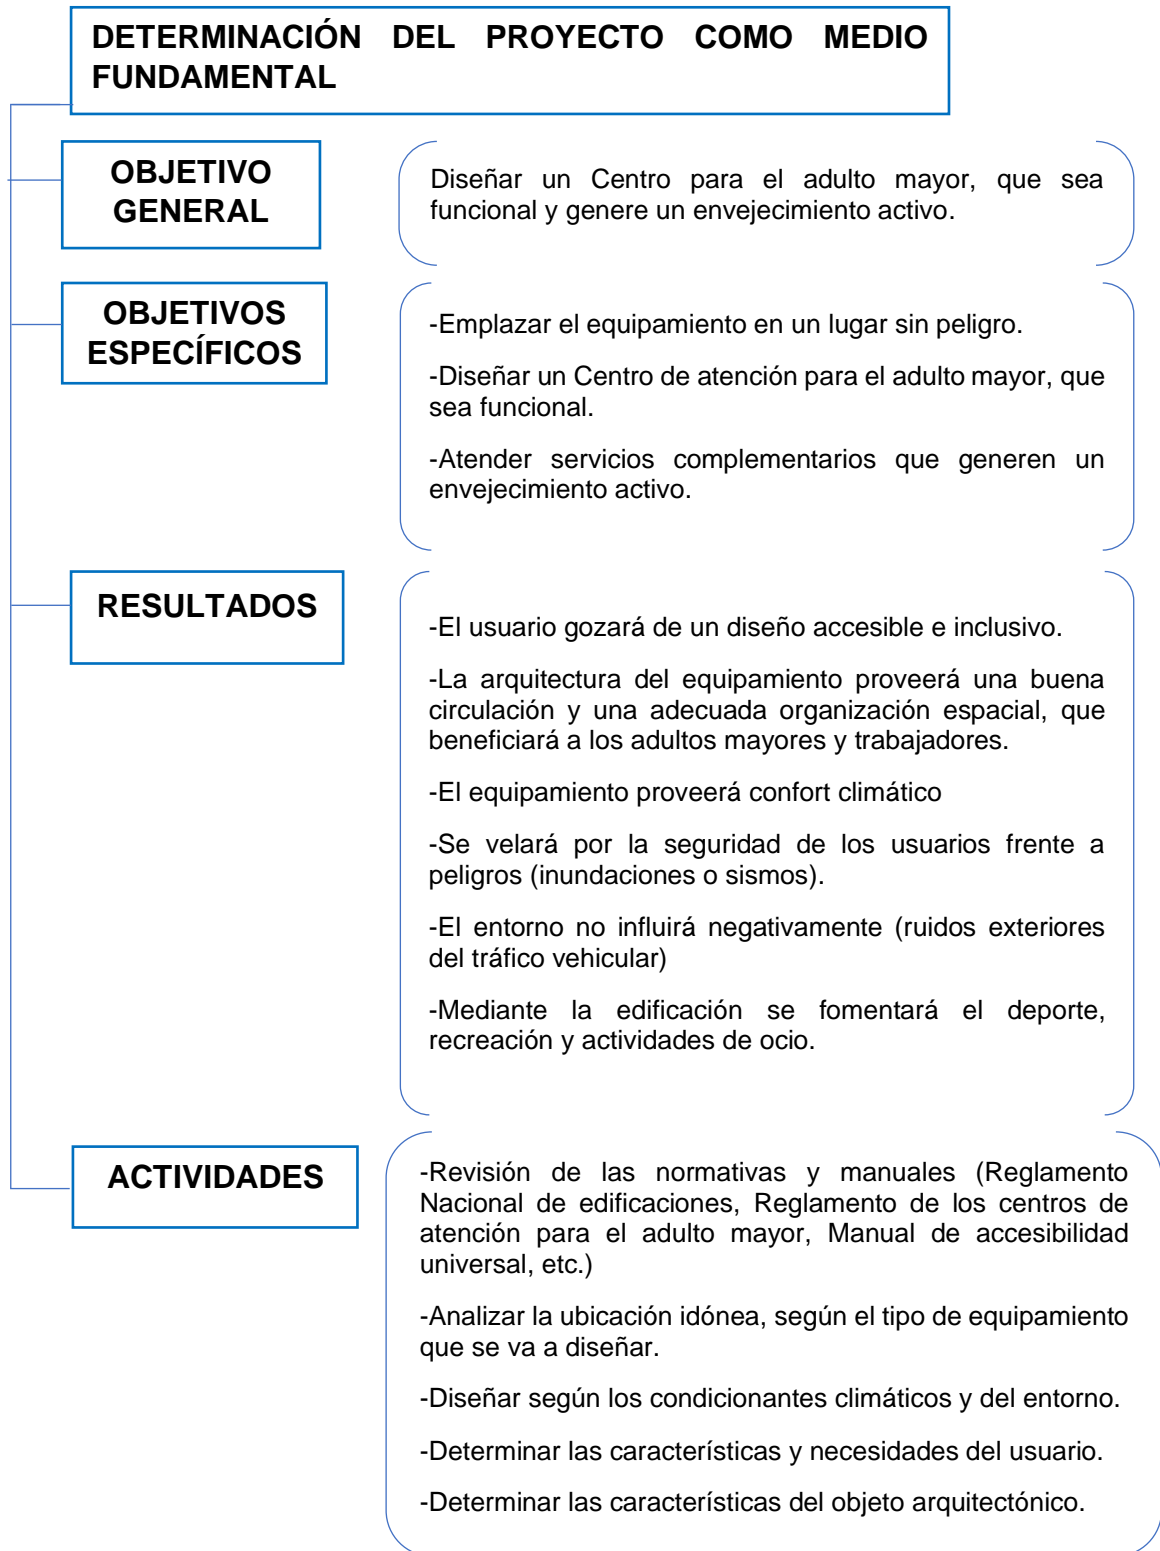 DETERMINACIÓN DEL PROYECTO COMO MEDIO
FUNDAMENTAL
OBJETIVO
GENERAL
Diseñar un Centro para el adulto mayor, que sea
funcional y genere un envejecimiento activo.
OBJETIVOS
ESPECÍFICOS
-Emplazar el equipamiento en un lugar sin peligro.
-Diseñar un Centro de atención para el adulto mayor, que
sea funcional.
-Atender servicios complementarios que generen un
envejecimiento activo.
RESULTADOS
-El usuario gozará de un diseño accesible e inclusivo.
-La arquitectura del equipamiento proveerá una buena
circulación y una adecuada organización espacial, que
beneficiará a los adultos mayores y trabajadores.
-El equipamiento proveerá confort climático
-Se velará por la seguridad de los usuarios frente a
peligros (inundaciones o sismos).
-El entorno no influirá negativamente (ruidos exteriores
del tráfico vehicular)
-Mediante la edificación se fomentará el deporte,
recreación y actividades de ocio.
ACTIVIDADES
-Revisión de las normativas y manuales (Reglamento
Nacional de edificaciones, Reglamento de los centros de
atención para el adulto mayor, Manual de accesibilidad
universal, etc.)
-Analizar la ubicación idónea, según el tipo de equipamiento
que se va a diseñar.
-Diseñar según los condicionantes climáticos y del entorno.
-Determinar las características y necesidades del usuario.
-Determinar las características del objeto arquitectónico.